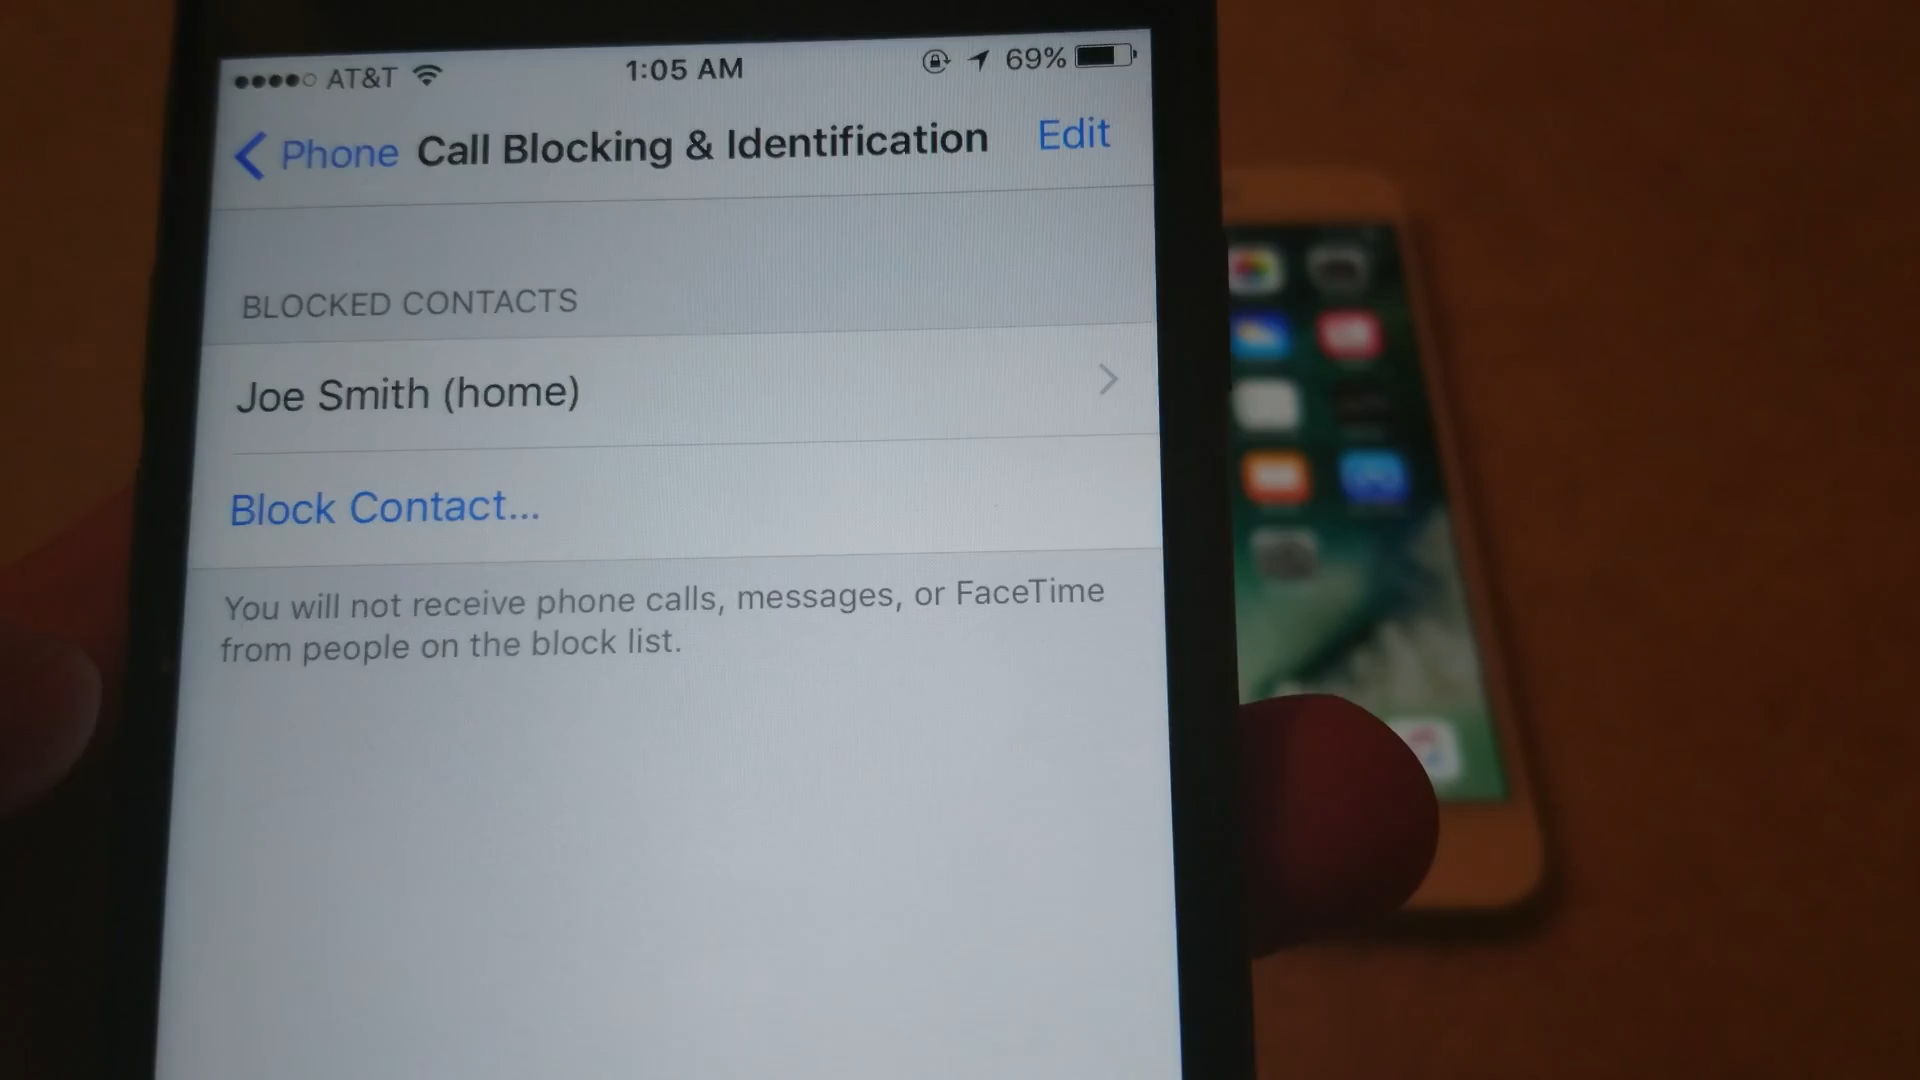 AT&T 1:05 AM 69%
Phone Call Blocking & Identification Edit
BLOCKED CONTACTS
Joe Smith (home)
Block Contact...
You will not receive phone calls, messages, or FaceTime
from people on the block list.